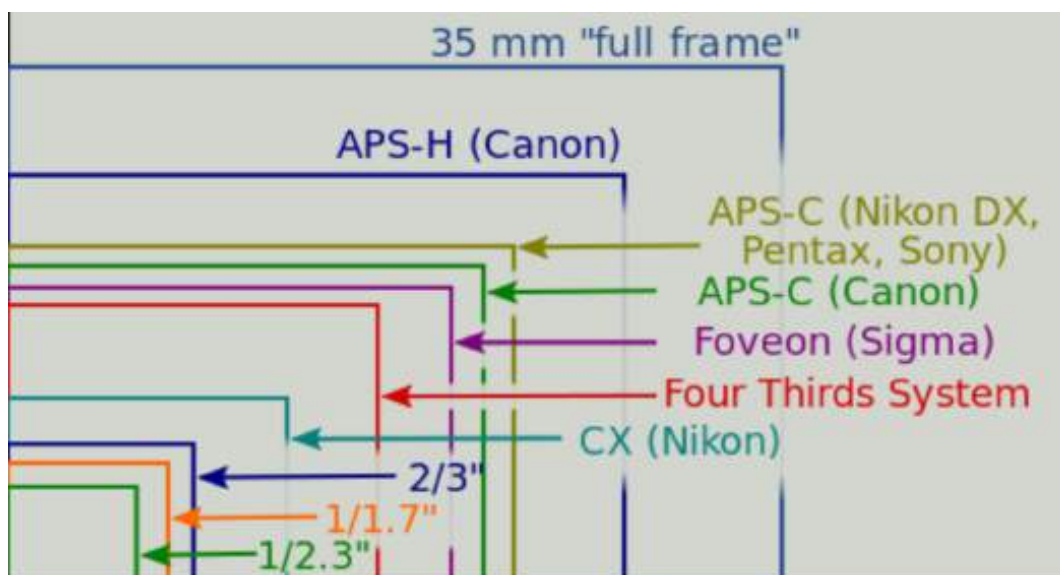 35 mm "full frame"
APS-H (Canon)
APS-C (Nikon DX,
Pentax, Sony)
APS-C (Canon)
Foveon (Sigma)
Four Thirds System
CX (Nikon)
2/3"
1/1.7"
1/2.3"